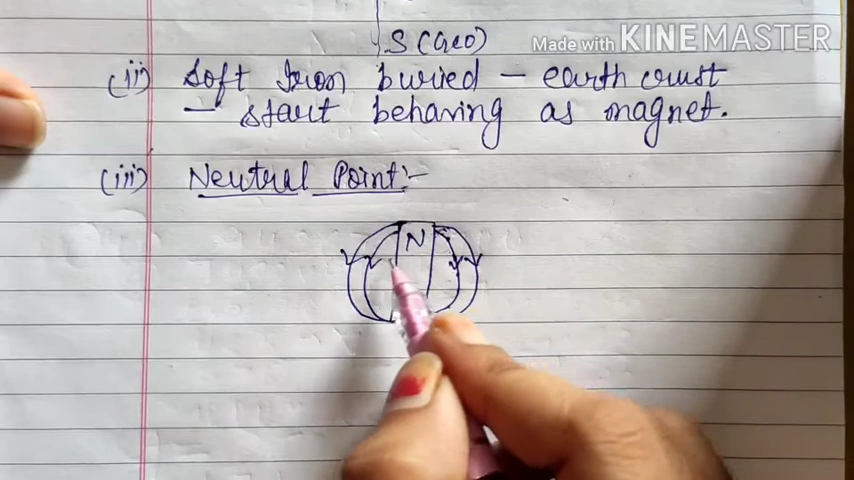 S (Geo)
Made with KINEMASTER
(ii) Soft Iron buried - earth crust
- start behaving as magnet.
(iii) Neutral Point:-
N